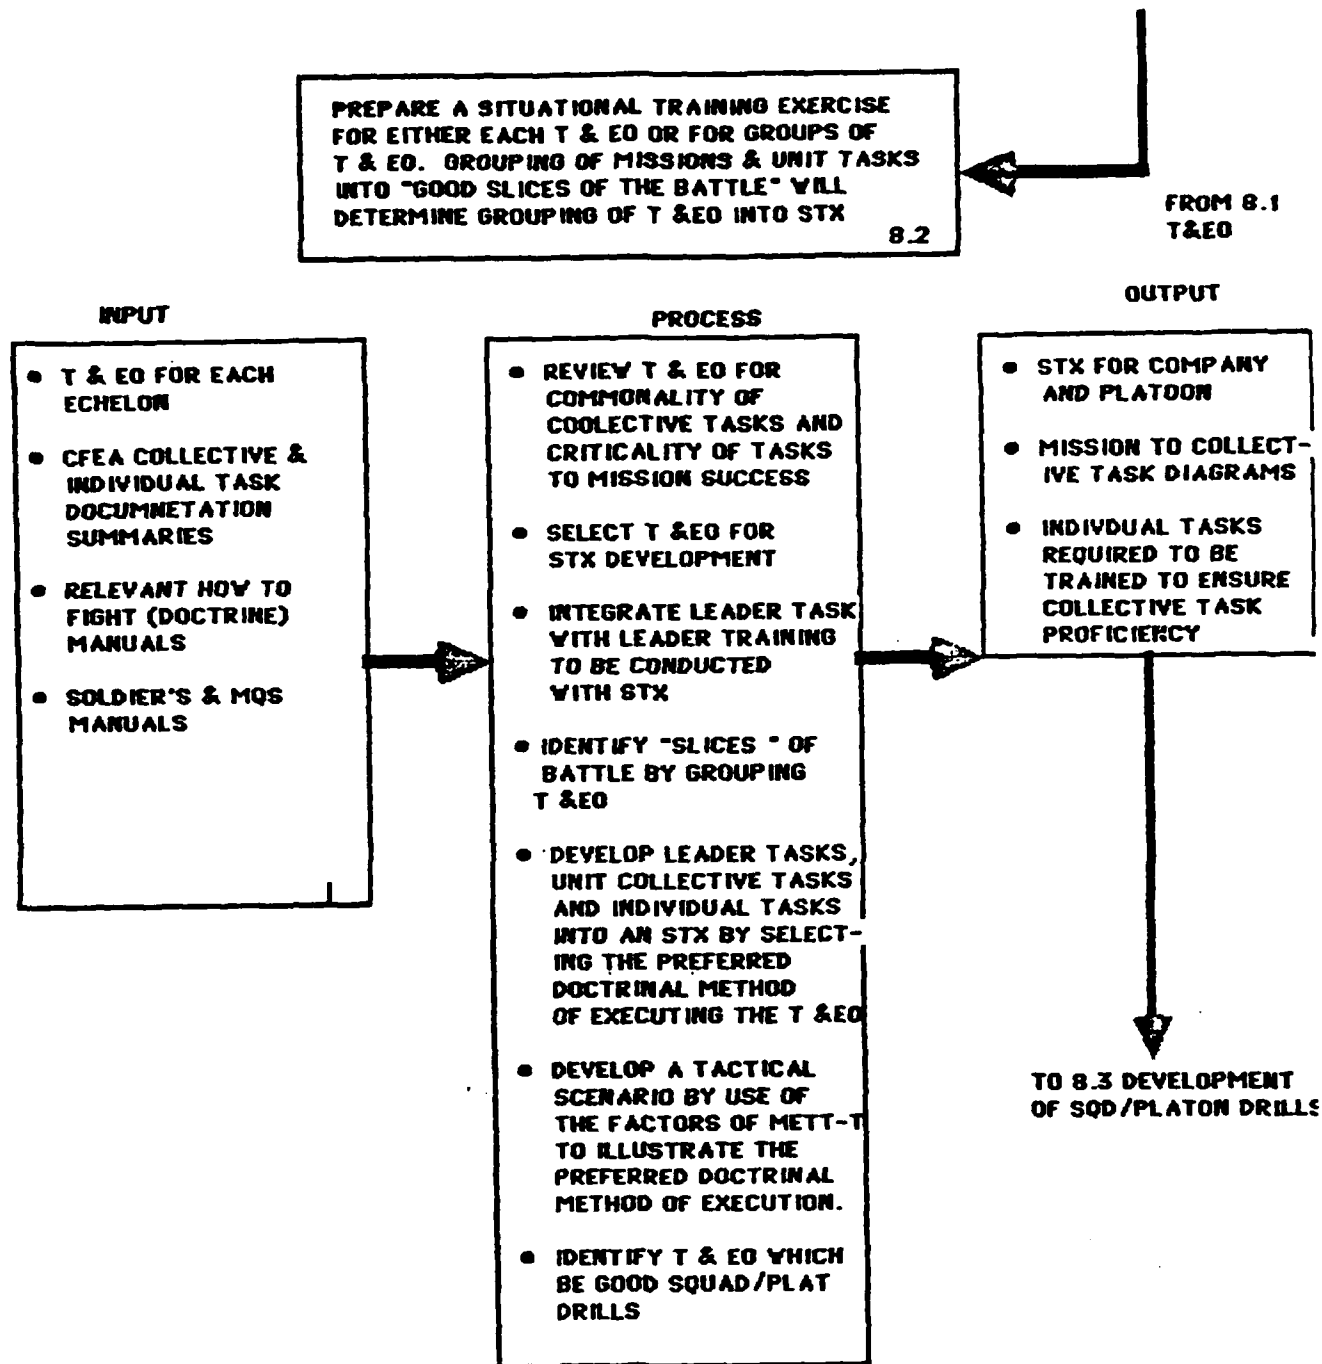 PREPARE A SITUATIONAL TRAINING EXERCISE
FOR EITHER EACH T & EO OR FOR GROUPS OF
T & EO. GROUPING OF MISSIONS & UNIT TASKS
INTO "GOOD SLICES OF THE BATTLE" WILL
DETERMINE GROUPING OF T &EO INTO STX
8.2
FROM 8.1
T&EO
INPUT
• T & EO FOR EACH
ECHELON
• CFEA COLLECTIVE &
INDIVIDUAL TASK
DOCUMNETATION
SUMMARIES
• RELEVANT HOW TO
FIGHT (DOCTRINE)
MANUALS
• SOLDIER'S & MQS
MANUALS
PROCESS
• REVIEW T & EO FOR
COMMONALITY OF
COOLECTIVE TASKS AND
CRITICALITY OF TASKS
TO MISSION SUCCESS
• SELECT T &EO FOR
STX DEVELOPMENT
• INTEGRATE LEADER TASK
WITH LEADER TRAINING
TO BE CONDUCTED
WITH STX
• IDENTIFY "SLICES " OF
BATTLE BY GROUPING
T &EO
• DEVELOP LEADER TASKS,
UNIT COLLECTIVE TASKS
AND INDIVIDUAL TASKS
INTO AN STX BY SELECT-
ING THE PREFERRED
DOCTRINAL METHOD
OF EXECUTING THE T &EO
• DEVELOP A TACTICAL
SCENARIO BY USE OF
THE FACTORS OF METT-T
TO ILLUSTRATE THE
PREFERRED DOCTRINAL
METHOD OF EXECUTION.
• IDENTIFY T & EO WHICH
BE GOOD SQUAD/PLAT
DRILLS
OUTPUT
• STX FOR COMPANY
AND PLATOON
• MISSION TO COLLECT-
IVE TASK DIAGRAMS
• INDIVDUAL TASKS
REQUIRED TO BE
TRAINED TO ENSURE
COLLECTIVE TASK
PROFICIENCY
TO 8.3 DEVELOPMENT
OF SQD/PLATON DRILLS